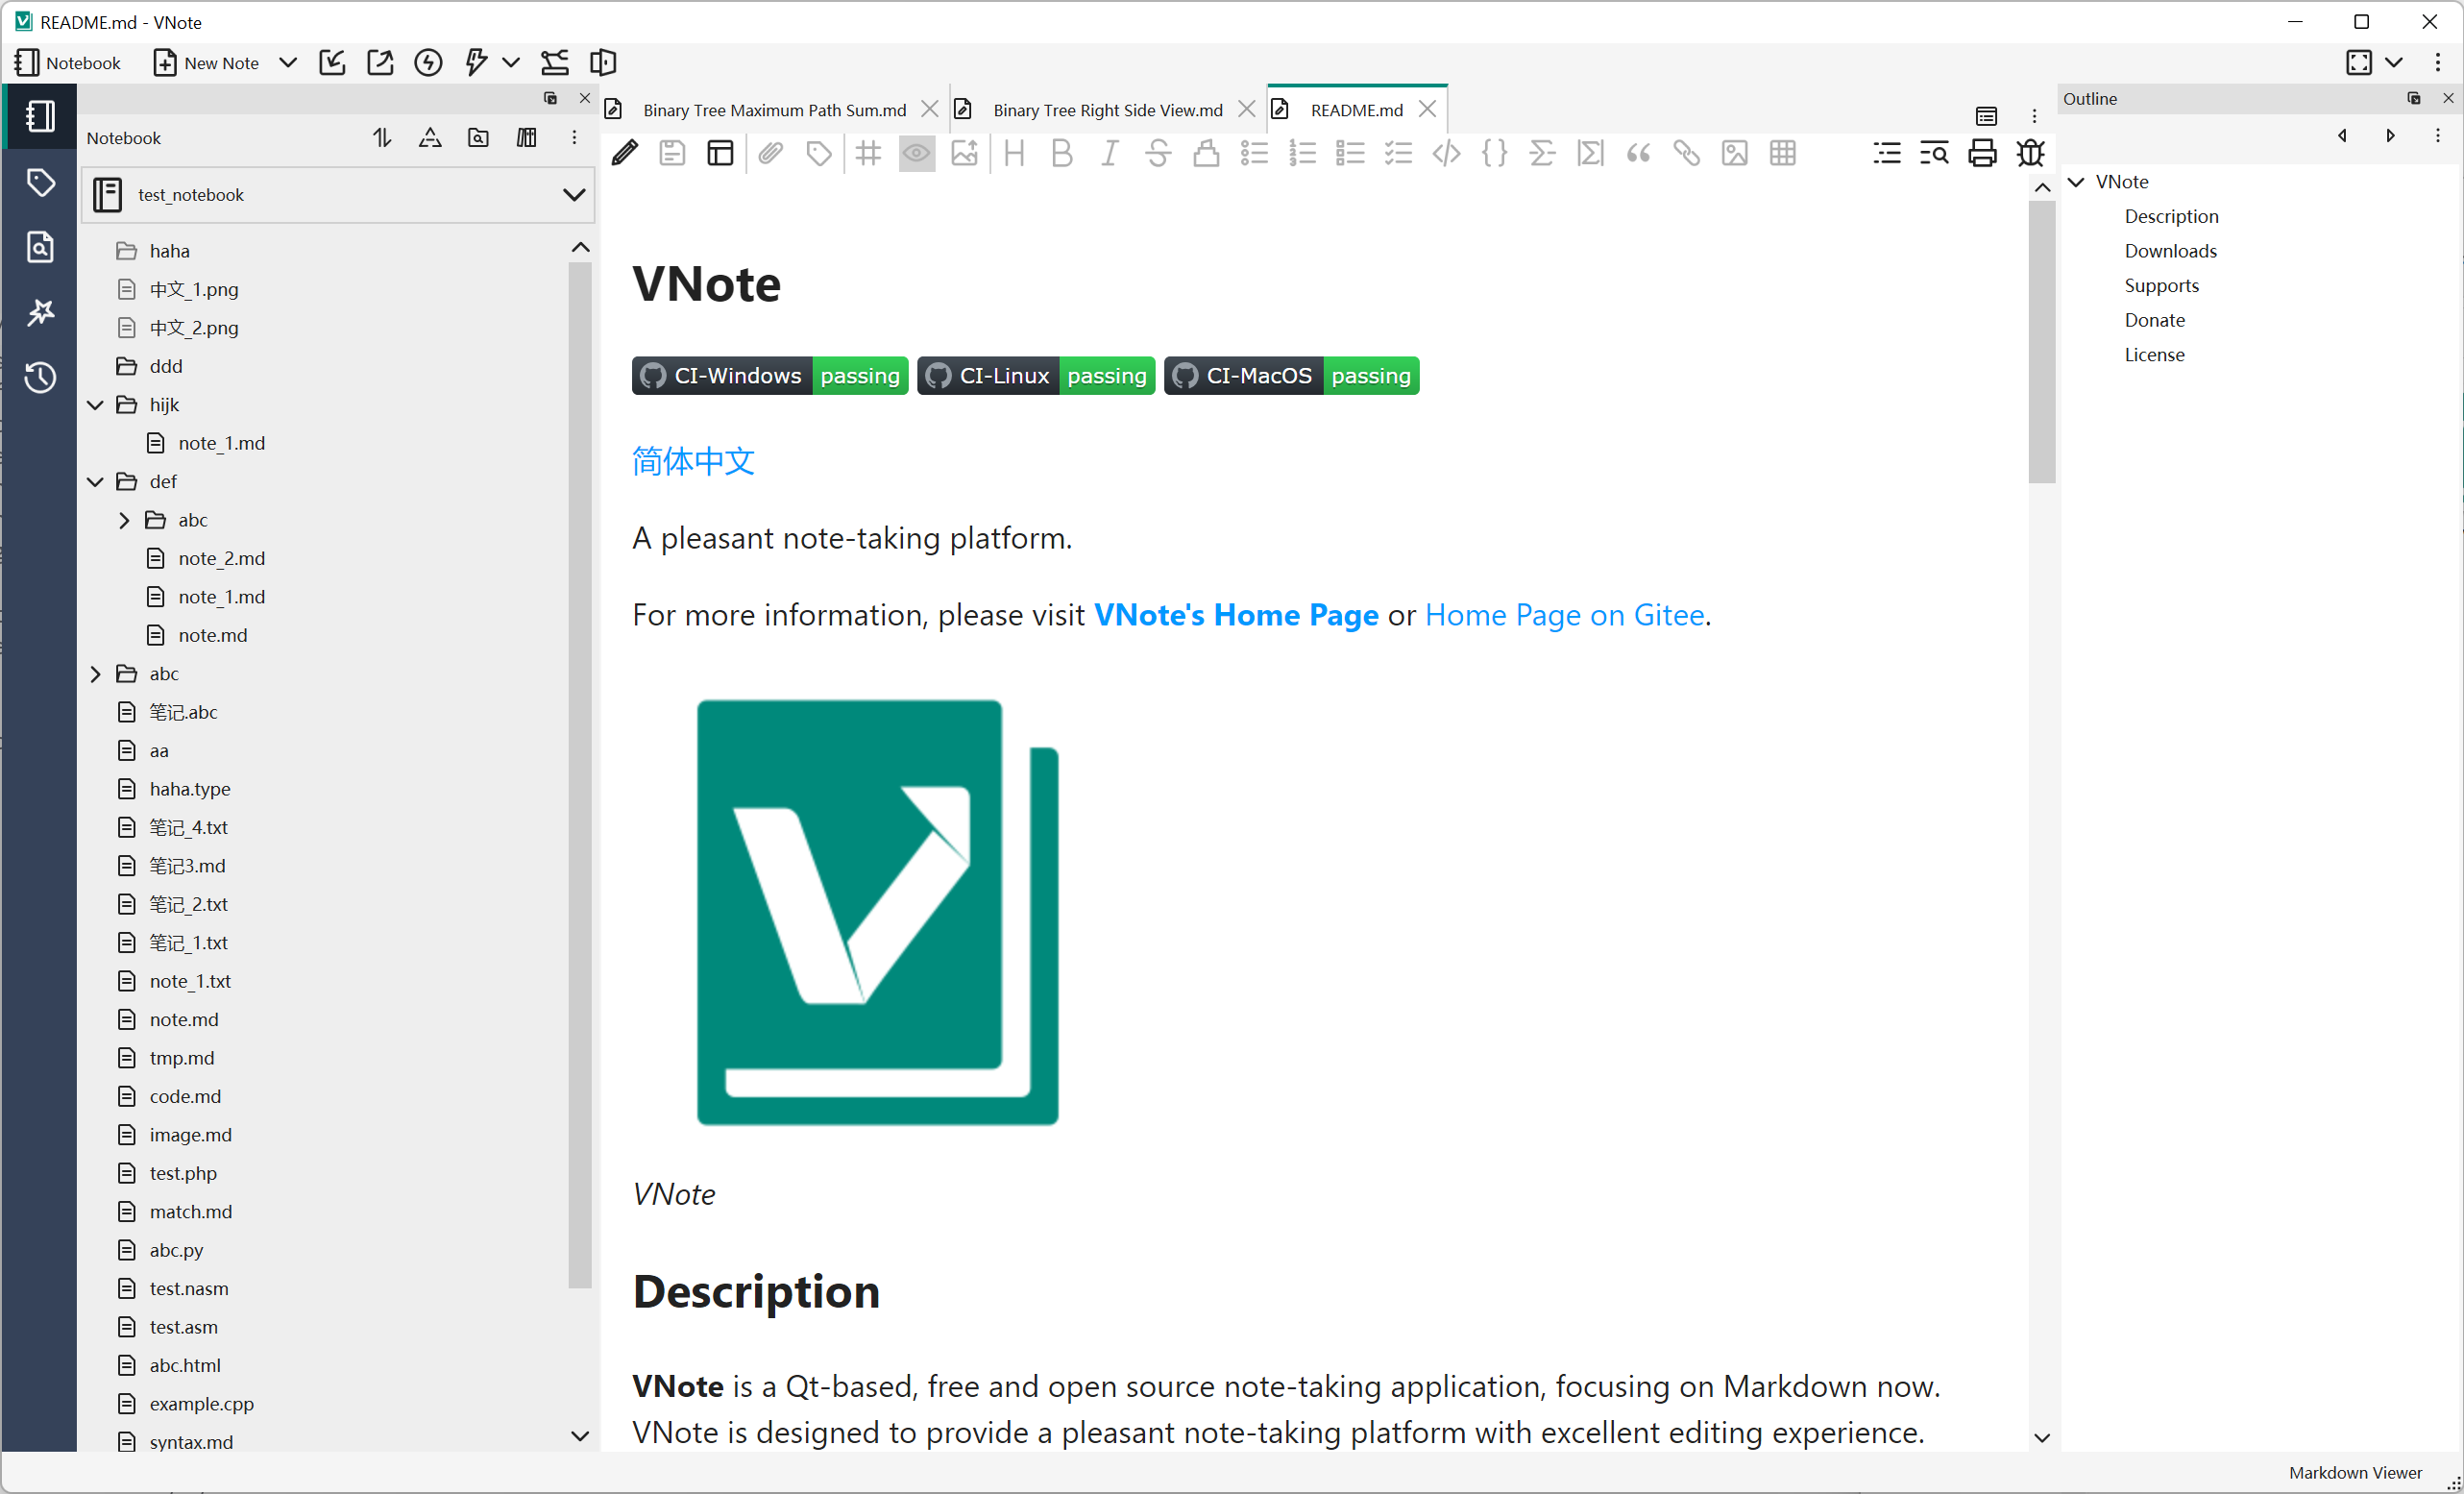 README.md - VNote
Notebook
New Note
Notebook
test_notebook
haha
中文_1.png
中文_2.png
ddd
hijk
note_1.md
def
abc
note_2.md
note_1.md
note.md
abc
笔记.abc
aa
haha.type
笔记_4.txt
笔记3.md
笔记_2.txt
笔记_1.txt
note_1.txt
note.md
tmp.md
code.md
image.md
test.php
match.md
abc.py
test.nasm
test.asm
abc.html
example.cpp
syntax.md
Binary Tree Maximum Path Sum.md
Binary Tree Right Side View.md
README.md
VNote
CI-Windows passing CI-Linux passing CI-MacOS passing
简体中文
A pleasant note-taking platform.
For more information, please visit VNote's Home Page or Home Page on Gitee.
VNote
Description
VNote is a Qt-based, free and open source note-taking application, focusing on Markdown now.
VNote is designed to provide a pleasant note-taking platform with excellent editing experience.
Outline
VNote
Description
Downloads
Supports
Donate
License
Markdown Viewer